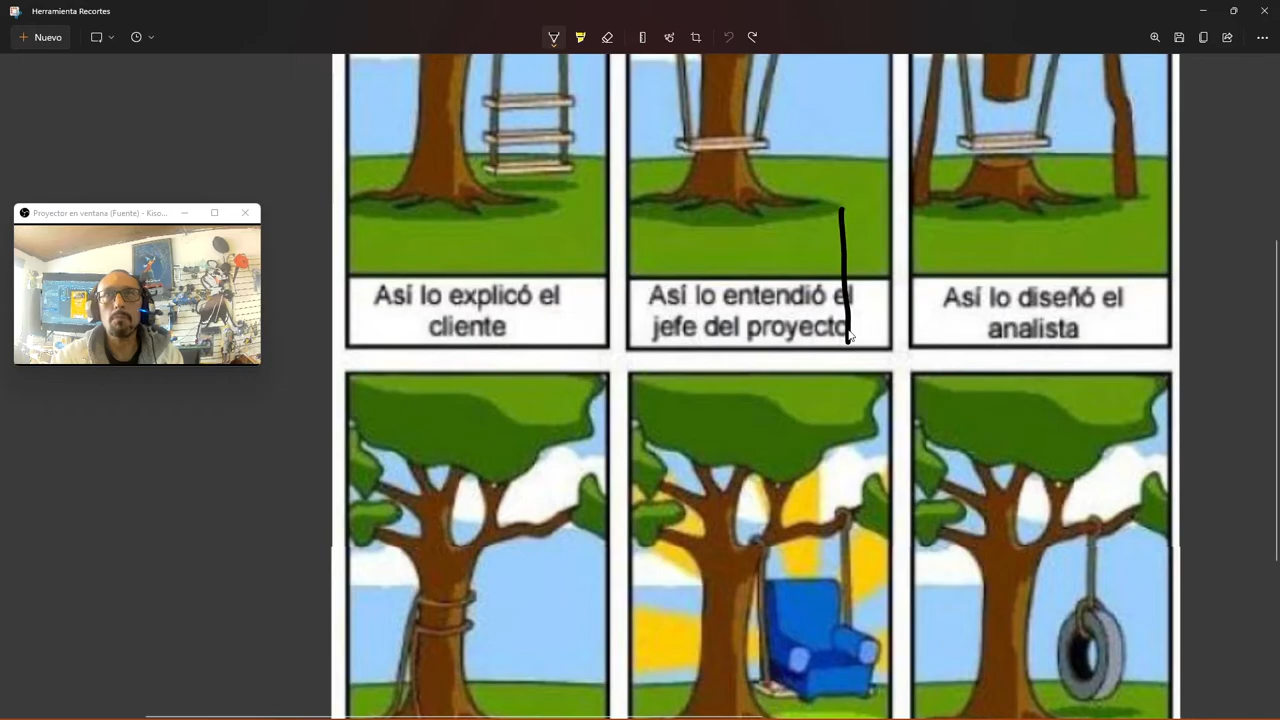 Herramienta Recortes
Nuevo
Proyector en ventana (Fuente) - Kiso...
Así lo explicó el
cliente
Así lo entendió el
jefe del proyecto
Así lo diseñó el
analista